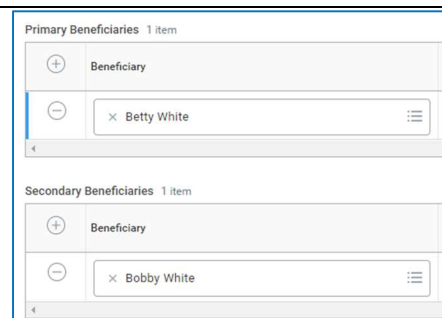 Primary Beneficiaries 1 item
Beneficiary
× Betty White
Secondary Beneficiaries 1 item
Beneficiary
× Bobby White